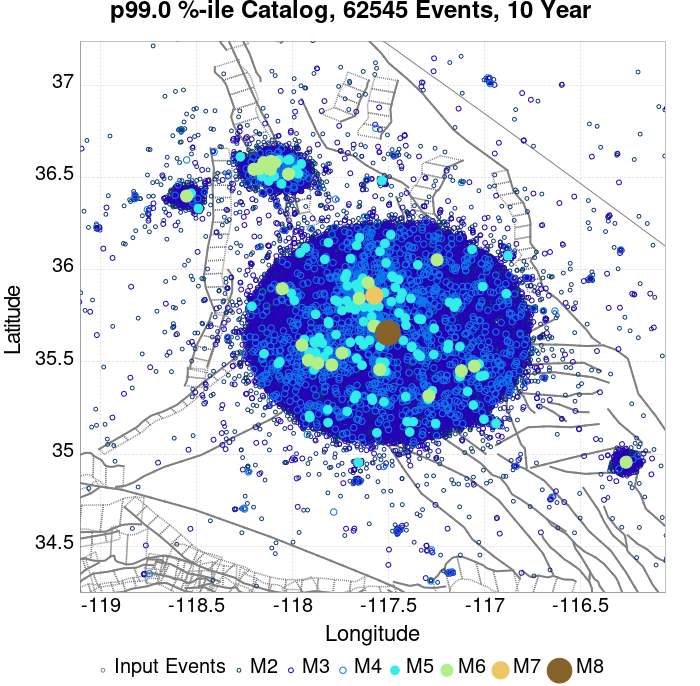 p99.0 %-ile Catalog, 62545 Events, 10 Year
37
36.5
36
35.5
35
34.5
Latitude
-119 -118.5 -118 -117.5 -117 -116.5
Longitude
Input Events M2 M3 M4 M5 M6 M7 M8